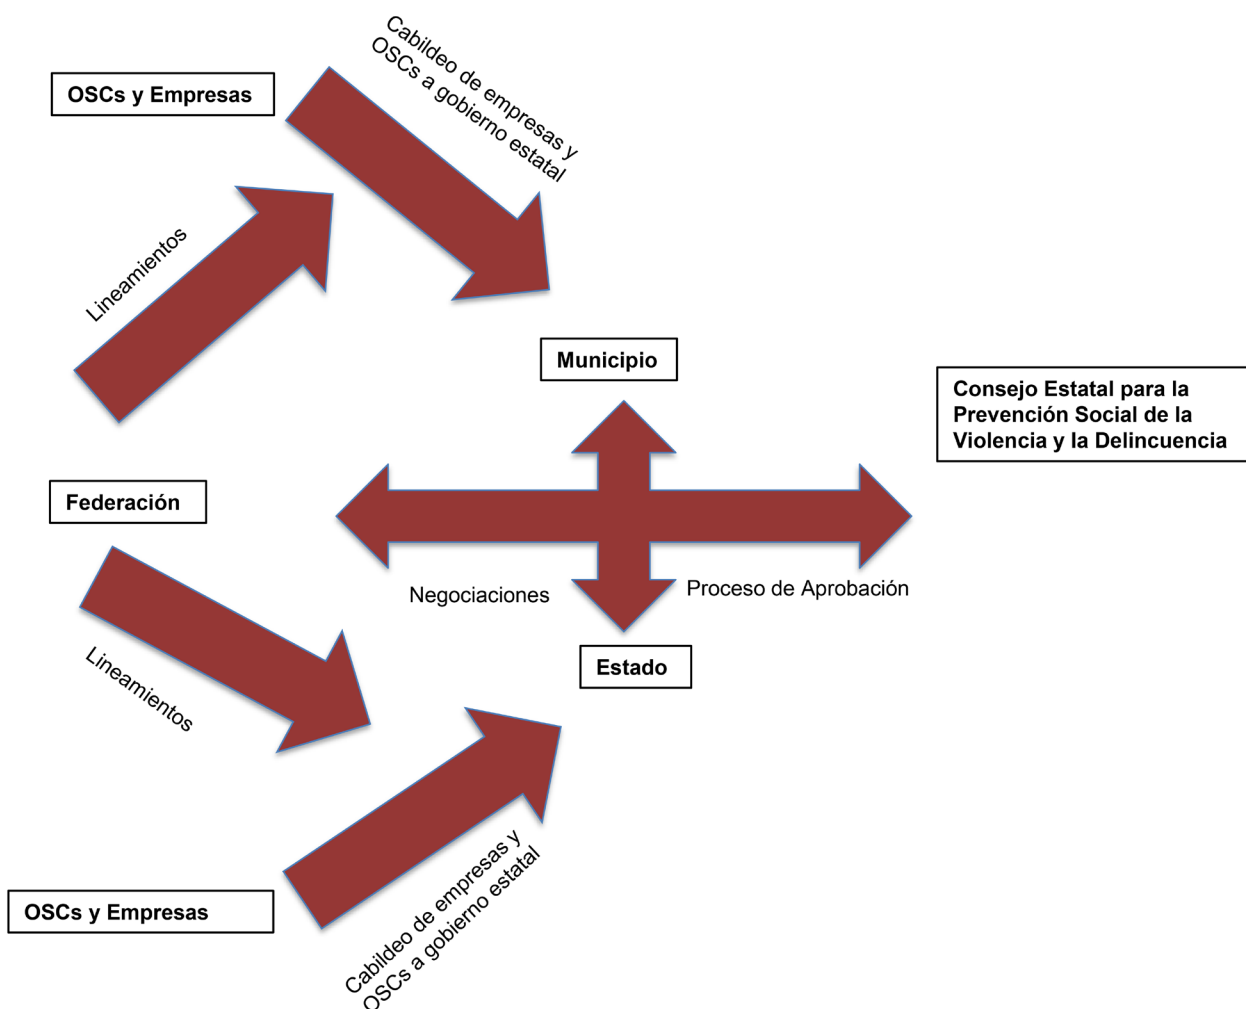 OSCs y Empresas
Cabildeo de empresas y
OSCs a gobierno estatal
Lineamientos
Municipio
Consejo Estatal para la
Prevención Social de la
Violencia y la Delincuencia
Federación
Negociaciones
Proceso de Aprobación
Lineamientos
Estado
OSCs y Empresas
Cabildeo de empresas y
OSCs a gobierno estatal